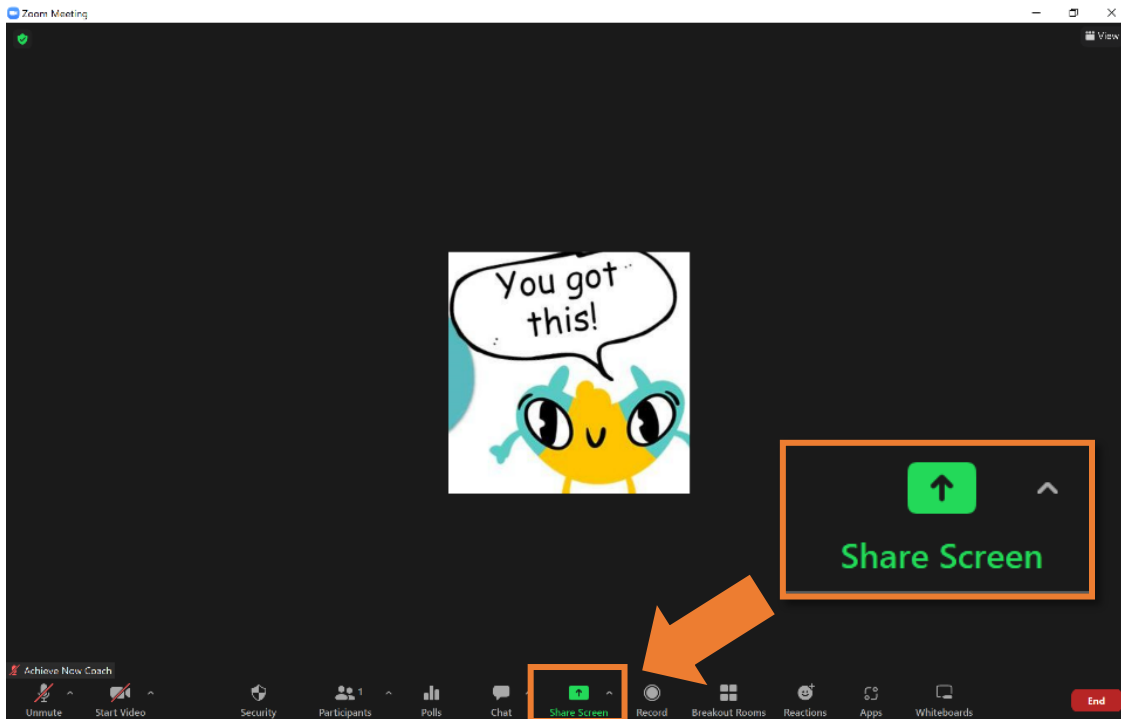 Zoom Meeting
View
You got
this!
Share Screen
Achieve Now Coach
1
Unmute Start Video Security Participants Polls Chat Share Screen Record Breakout Rooms Reactions Apps Whiteboards End